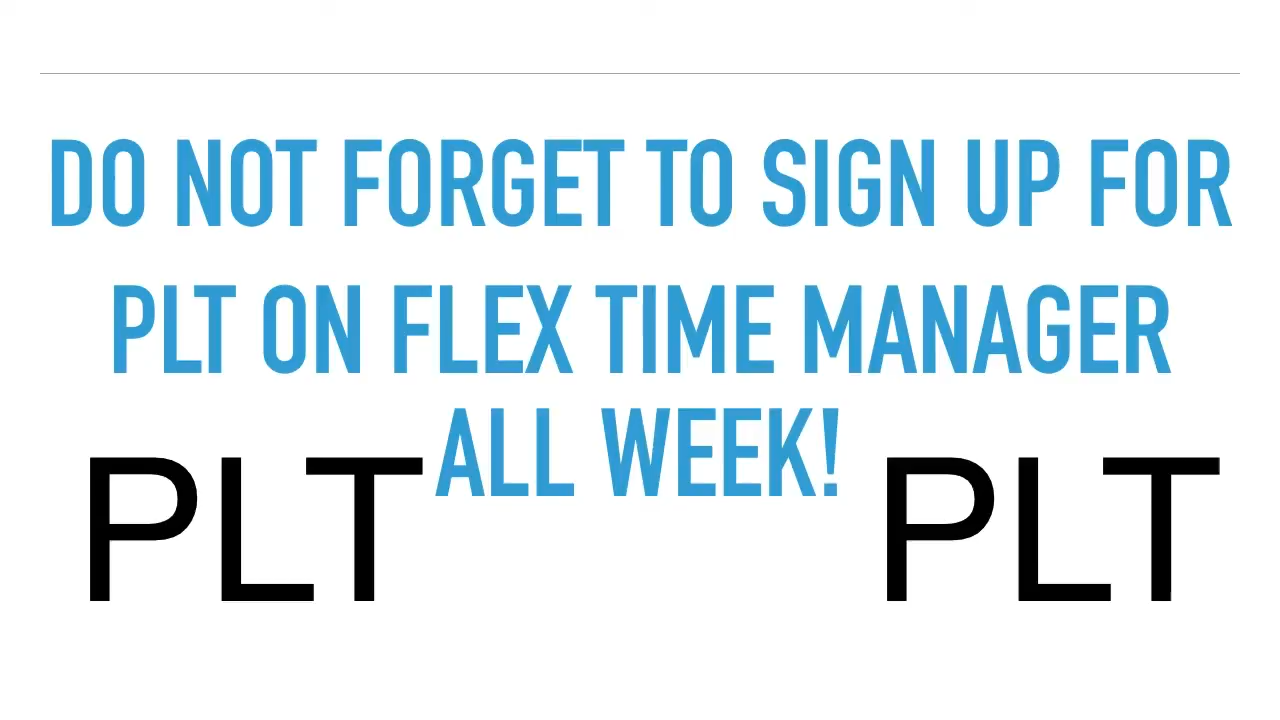 DO NOT FORGET TO SIGN UP FOR
PLT ON FLEX TIME MANAGER
ALL WEEK!
PLT PLT